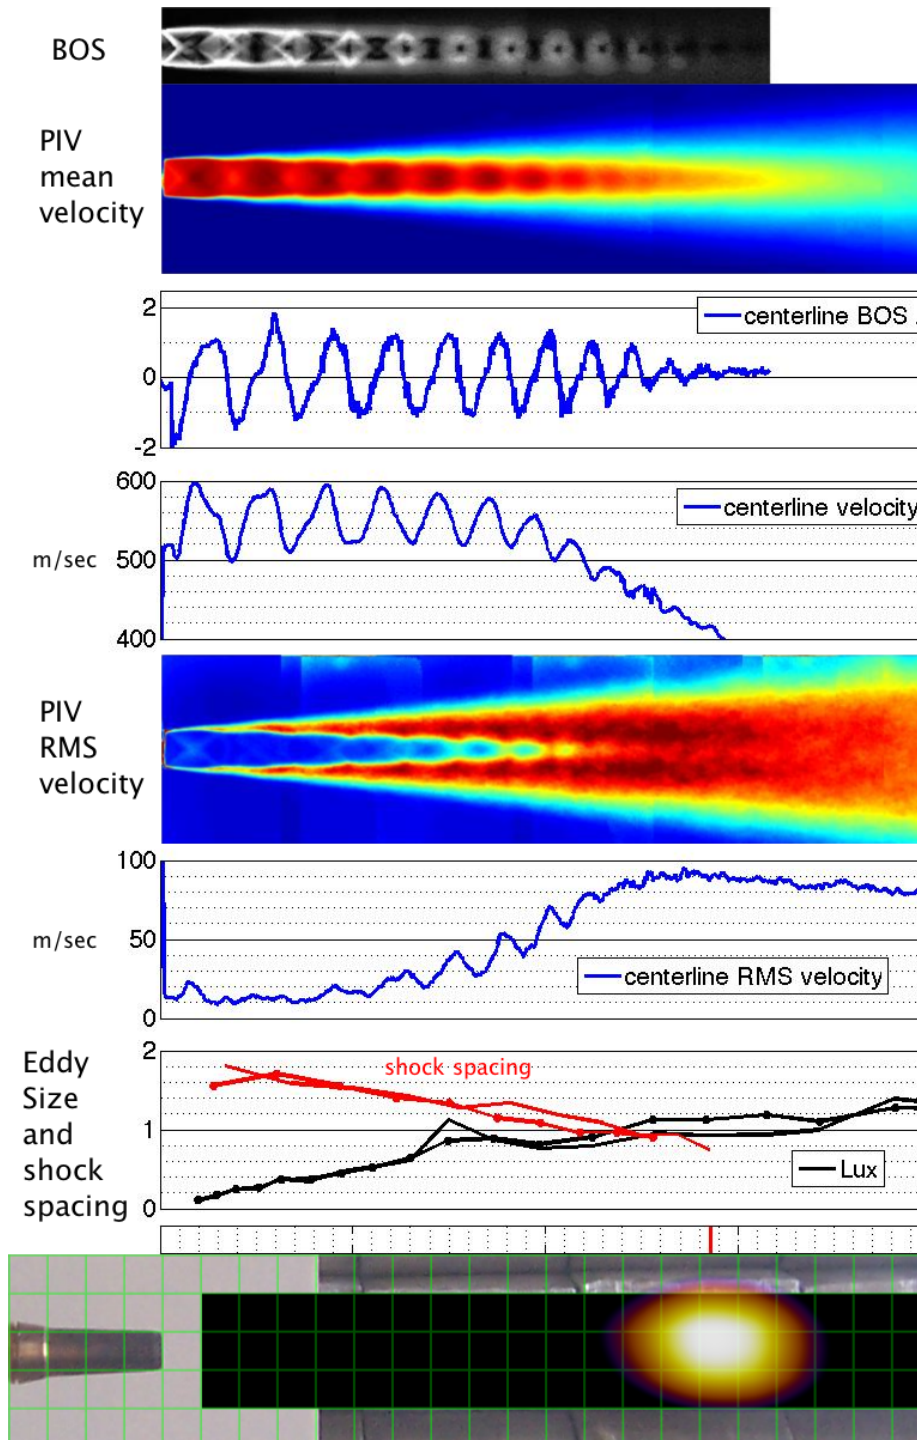 BOS
PIV
mean
velocity
2
centerline BOS
0
-2
600
centerline velocity
m/sec
500
400
PIV
RMS
velocity
100
m/sec
50
centerline RMS velocity
0
Eddy
Size
and
shock
spacing
2
shock spacing
1
Lux
0